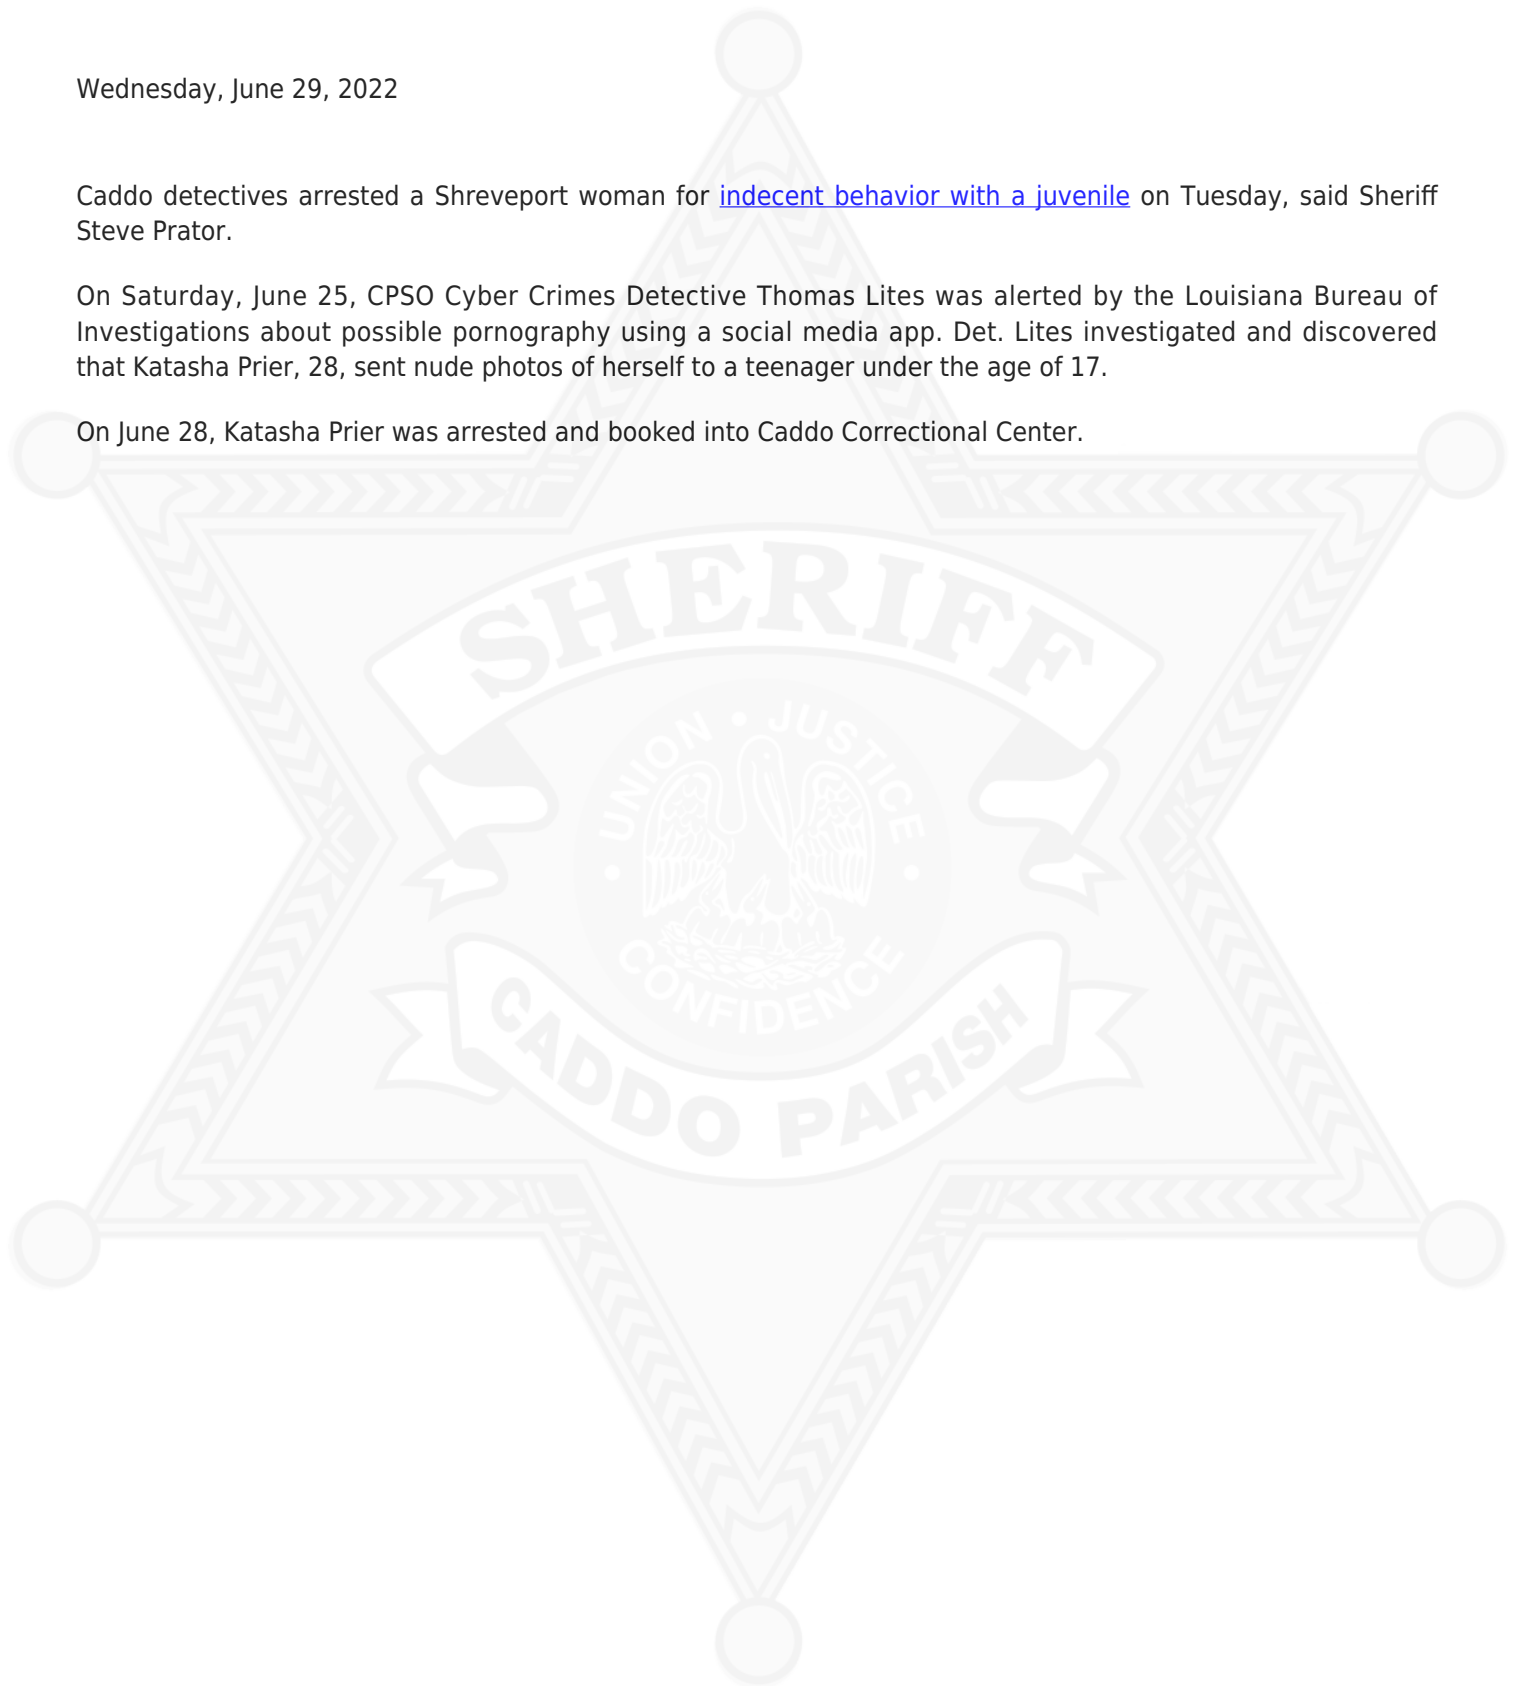 Wednesday, June 29, 2022
Caddo detectives arrested a Shreveport woman for indecent behavior with a juvenile on Tuesday, said Sheriff
Steve Prator.
On Saturday, June 25, CPSO Cyber Crimes Detective Thomas Lites was alerted by the Louisiana Bureau of
Investigations about possible pornography using a social media app. Det. Lites investigated and discovered
that Katasha Prier, 28, sent nude photos of herself to a teenager under the age of 17.
On June 28, Katasha Prier was arrested and booked into Caddo Correctional Center.
SHERIFF
UNION • JUSTICE •
CONFIDENCE •
CADDO PARISH